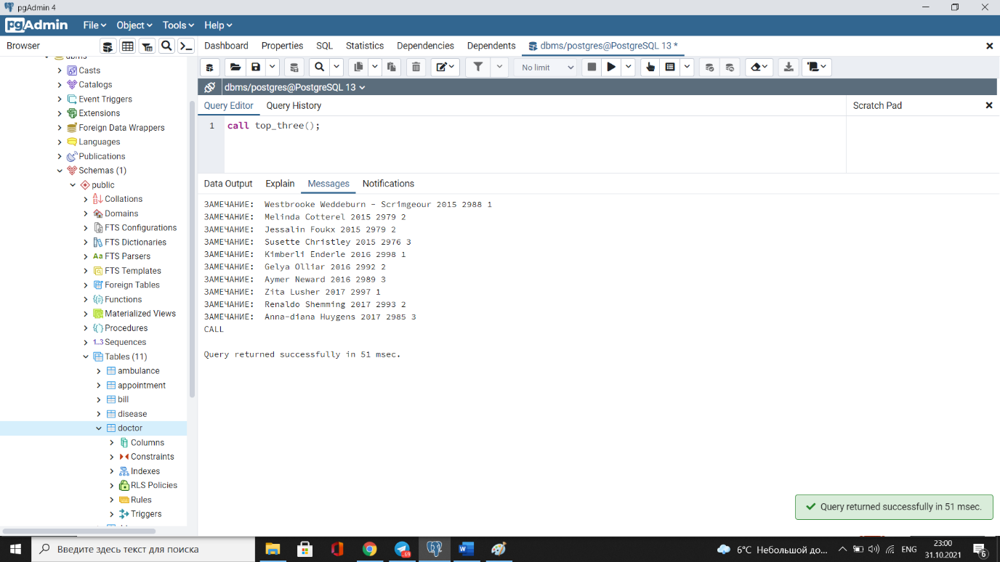 pgAdmin 4
pgAdmin File Object Tools Help
Browser
Dashboard Properties SQL Statistics Dependencies Dependents dbms/postgres@PostgreSQL 13 *
No limit
dbms/postgres@PostgreSQL 13
Query Editor Query History
Scratch Pad
1 call top_three();
Data Output Explain Messages Notifications
ЗАМЕЧАНИЕ: Westbrooke Weddeburn - Scrimgeour 2015 2988 1
ЗАМЕЧАНИЕ: Melinda Cotterel 2015 2979 2
ЗАМЕЧАНИЕ: Jessalin Foukx 2015 2979 2
ЗАМЕЧАНИЕ: Susette Christley 2015 2976 3
ЗАМЕЧАНИЕ: Kimberli Enderle 2016 2998 1
ЗАМЕЧАНИЕ: Gelya Olliar 2016 2992 2
ЗАМЕЧАНИЕ: Aymer Neward 2016 2989 3
ЗАМЕЧАНИЕ: Zita Lusher 2017 2997 1
ЗАМЕЧАНИЕ: Renaldo Shemming 2017 2993 2
ЗАМЕЧАНИЕ: Anna-diana Huygens 2017 2985 3
CALL
Query returned successfully in 51 msec.
dbms
Casts
Catalogs
Event Triggers
Extensions
Foreign Data Wrappers
Languages
Publications
Schemas (1)
public
Collations
Domains
FTS Configurations
FTS Dictionaries
Aa FTS Parsers
FTS Templates
Foreign Tables
Functions
Materialized Views
Procedures
1..3 Sequences
Tables (11)
ambulance
appointment
bill
disease
doctor
Columns
Constraints
Indexes
RLS Policies
Rules
Triggers
Query returned successfully in 51 msec.
Введите здесь текст для поиска
69
6°C Небольшой до...
ENG
23:00
31.10.2021
6